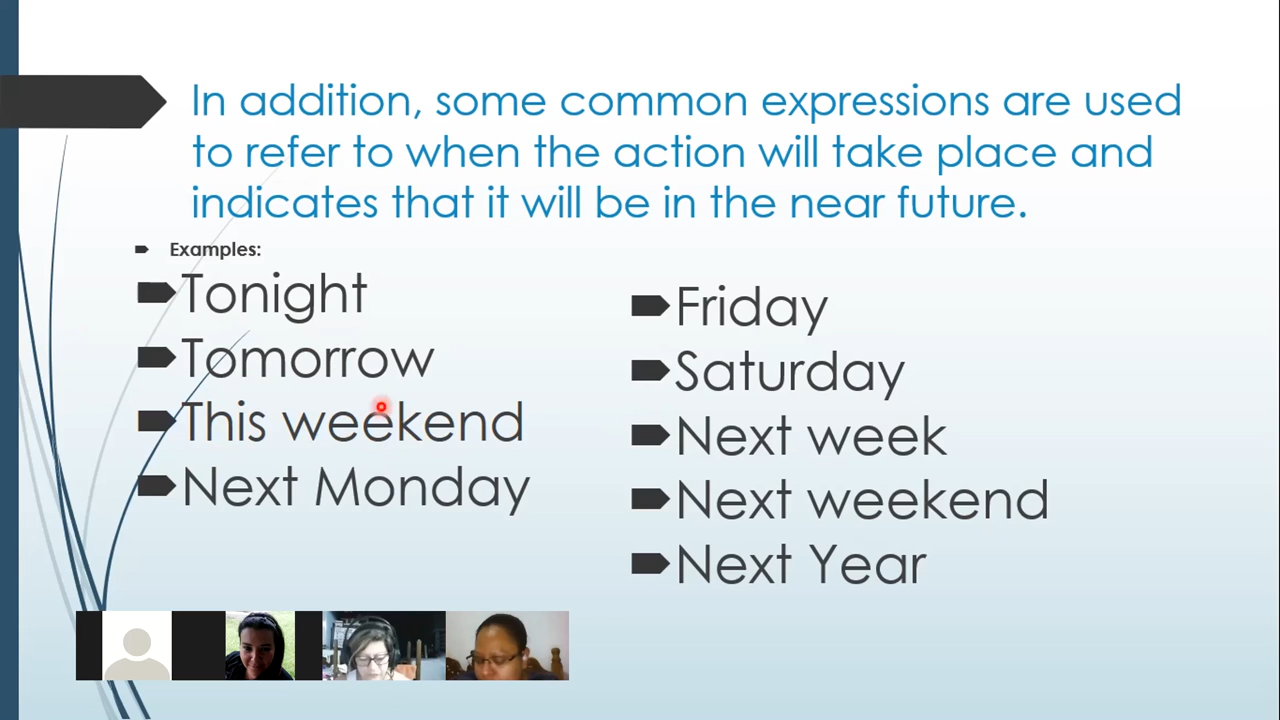 In addition, some common expressions are used
to refer to when the action will take place and
indicates that it will be in the near future.
Examples:
Tonight
Tomorrow
This weekend
Next Monday
Friday
Saturday
Next week
Next weekend
Next Year